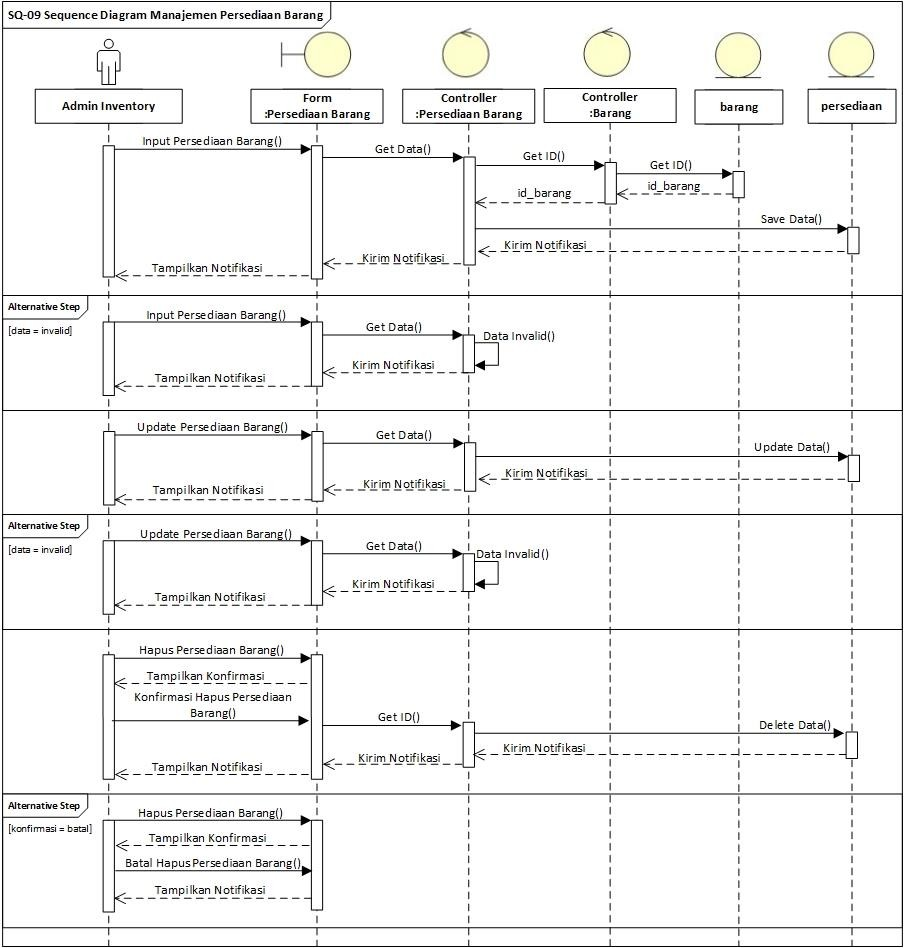 SQ-09 Sequence Diagram Manajemen Persediaan Barang
Admin Inventory
Form
:Persediaan Barang
Controller
:Persediaan Barang
Controller
:Barang
barang
persediaan
Input Persediaan Barang()
Get Data()
Get ID()
Get ID()
id_barang
id_barang
Save Data()
Kirim Notifikasi
Kirim Notifikasi
Tampilkan Notifikasi
Alternative Step
[data = invalid]
Input Persediaan Barang()
Get Data()
Data Invalid()
Kirim Notifikasi
Tampilkan Notifikasi
Update Persediaan Barang()
Get Data()
Update Data()
Kirim Notifikasi
Kirim Notifikasi
Tampilkan Notifikasi
Alternative Step
[data = invalid]
Update Persediaan Barang()
Get Data()
Data Invalid()
Kirim Notifikasi
Tampilkan Notifikasi
Hapus Persediaan Barang()
Tampilkan Konfirmasi
Konfirmasi Hapus Persediaan
Barang()
Get ID()
Delete Data()
Kirim Notifikasi
Kirim Notifikasi
Tampilkan Notifikasi
Alternative Step
[konfirmasi = batal]
Hapus Persediaan Barang()
Tampilkan Konfirmasi
Batal Hapus Persediaan Barang()
Tampilkan Notifikasi